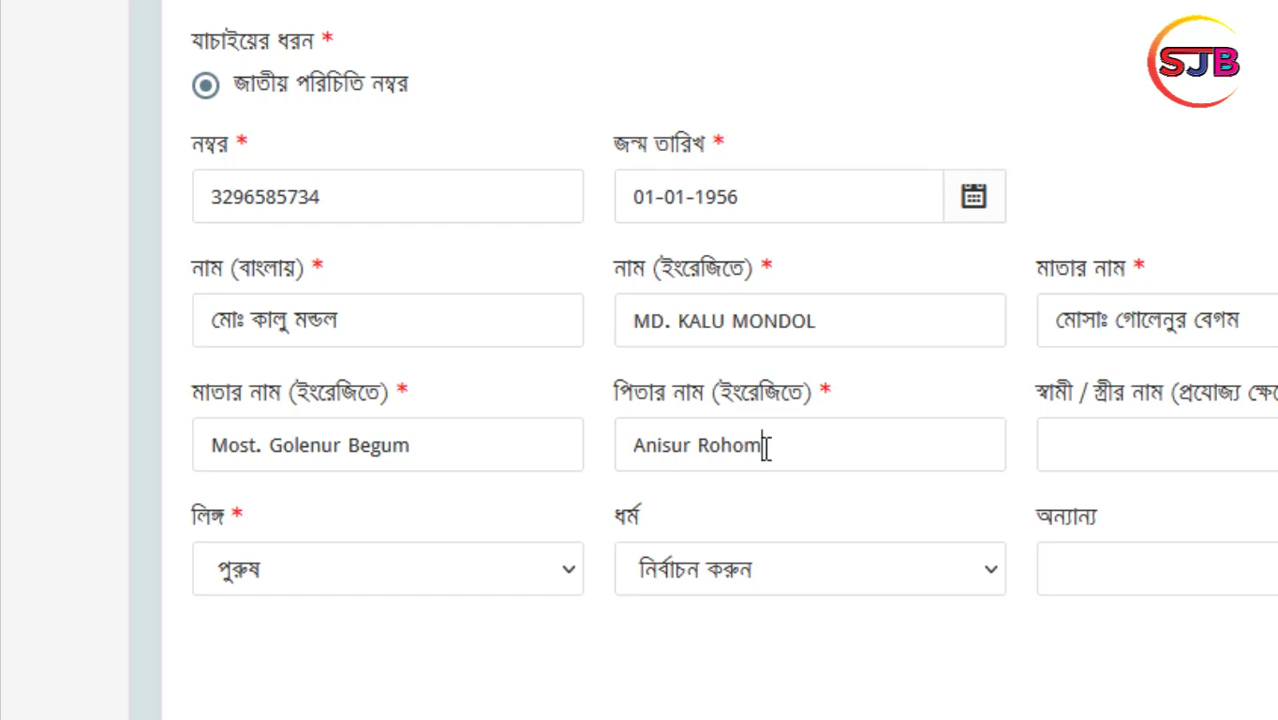 SJB
যাচাইয়ের ধরন *
জাতীয় পরিচিতি নম্বর
নম্বর * জন্ম তারিখ *
3296585734 01-01-1956
নাম (বাংলায়) * নাম (ইংরেজিতে) * মাতার নাম *
মোঃ কালু মন্ডল MD. KALU MONDOL মোসাঃ গোলেনুর বেগম
মাতার নাম (ইংরেজিতে) * পিতার নাম (ইংরেজিতে) * স্বামী / স্ত্রীর নাম (প্রযোজ্য
Most. Golenur Begum Anisur Rohom
লিঙ্গ * ধর্ম অন্যান্য
পুরুষ নির্বাচন করুন